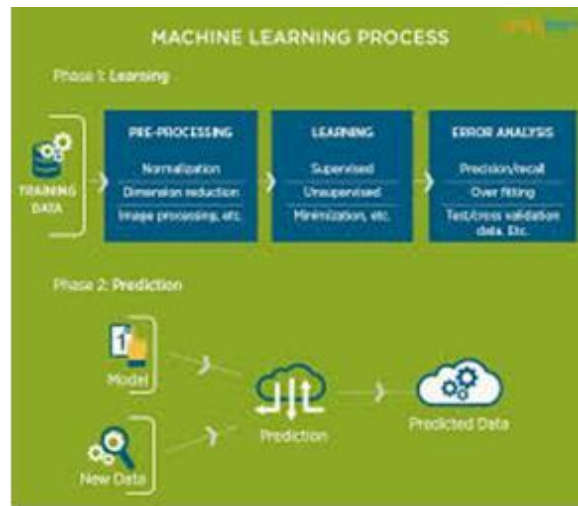 MACHINE LEARNING PROCESS
Phase 1: Learning
TRAINING
DATA
PRE-PROCESSING
Normalization
Dimension reduction
Image processing, etc.
LEARNING
Supervised
Unsupervised
Minimization, etc.
ERROR ANALYSIS
Precision/recall
Over fitting
Test/cross validation
data. Etc.
Phase 2: Prediction
1
Model
New Data
Prediction
Predicted Data